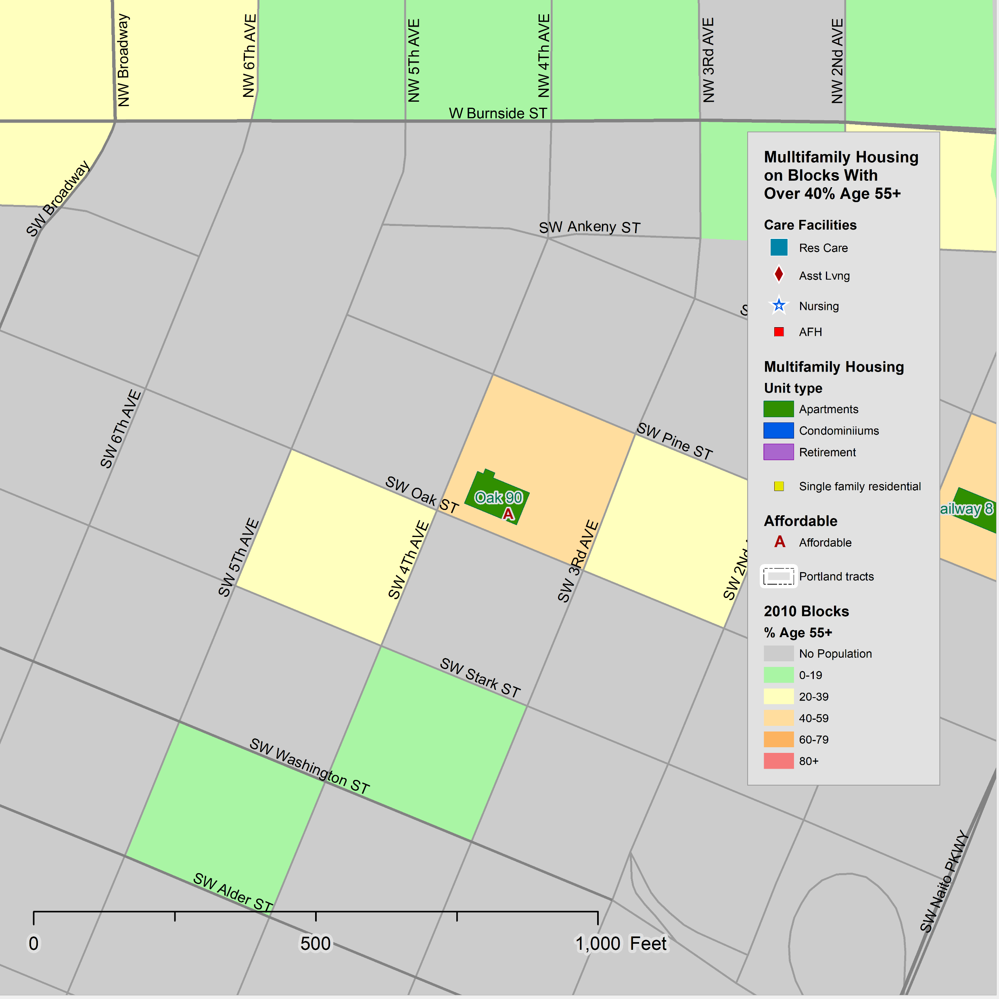 NW Broadway
NW 6Th AVE
NW 5Th AVE
NW 4Th AVE
NW 3Rd AVE
NW 2Nd AVE
W Burnside ST
SW Broadway
SW Ankeny ST
SW 6Th AVE
SW Pine ST
SW Oak ST
Oak 90
A
SW 5Th AVE
SW 4Th AVE
SW 3Rd AVE
SW 2Nd
SW Stark ST
SW Washington ST
SW Alder ST
SW Naito PKWY
ailway 8
0
500
1,000 Feet
Mulltifamily Housing
on Blocks With
Over 40% Age 55+
Care Facilities
Res Care
Asst Lvng
Nursing
AFH
Multifamily Housing
Unit type
Apartments
Condominiiums
Retirement
Single family residential
Affordable
A Affordable
Portland tracts
2010 Blocks
% Age 55+
No Population
0-19
20-39
40-59
60-79
80+